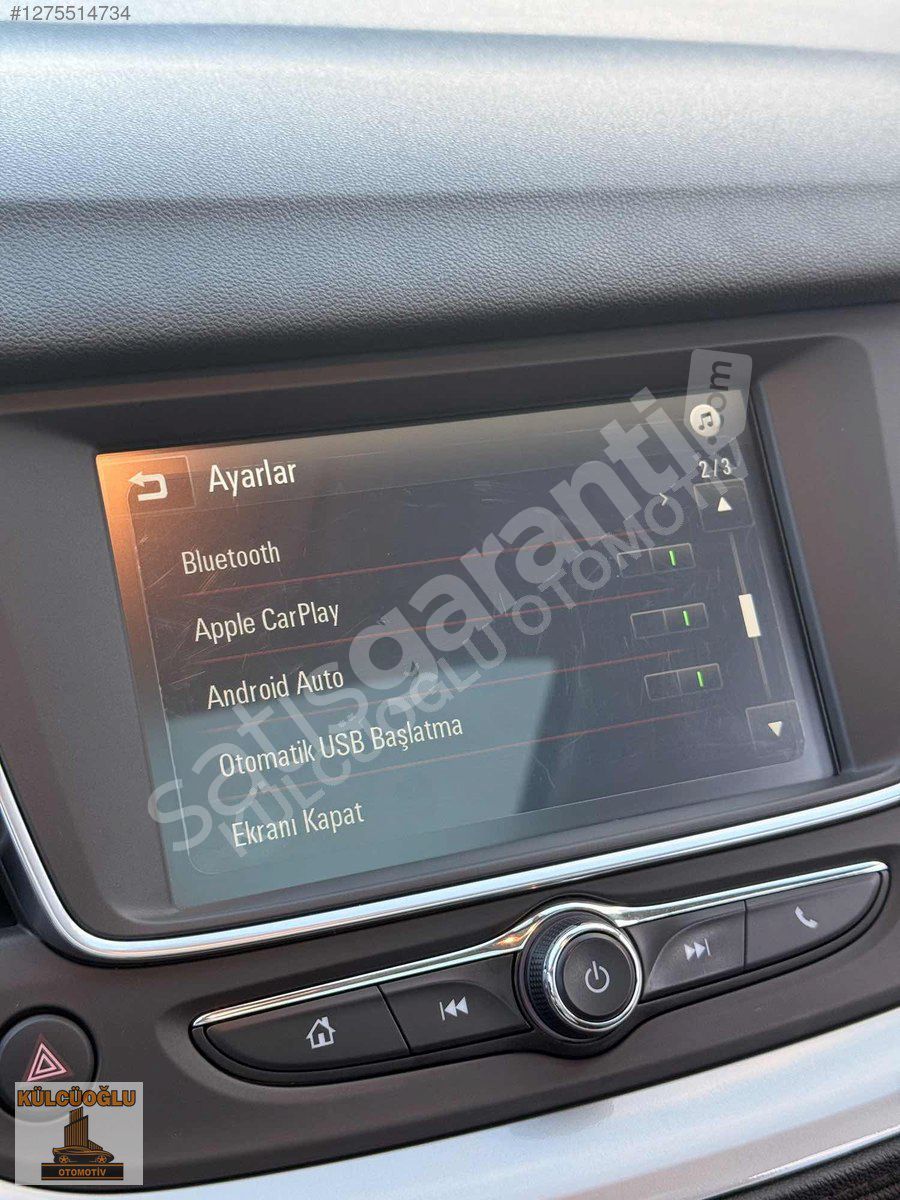 #1275514734
Ayarlar
2/3
Bluetooth
Apple CarPlay
Android Auto
Otomatik USB Başlatma
Ekranı Kapat
satisgaranti.com
KÜLCÜOĞLU OTOMOTİV
KÜLCÜOĞLU
OTOMOTİV